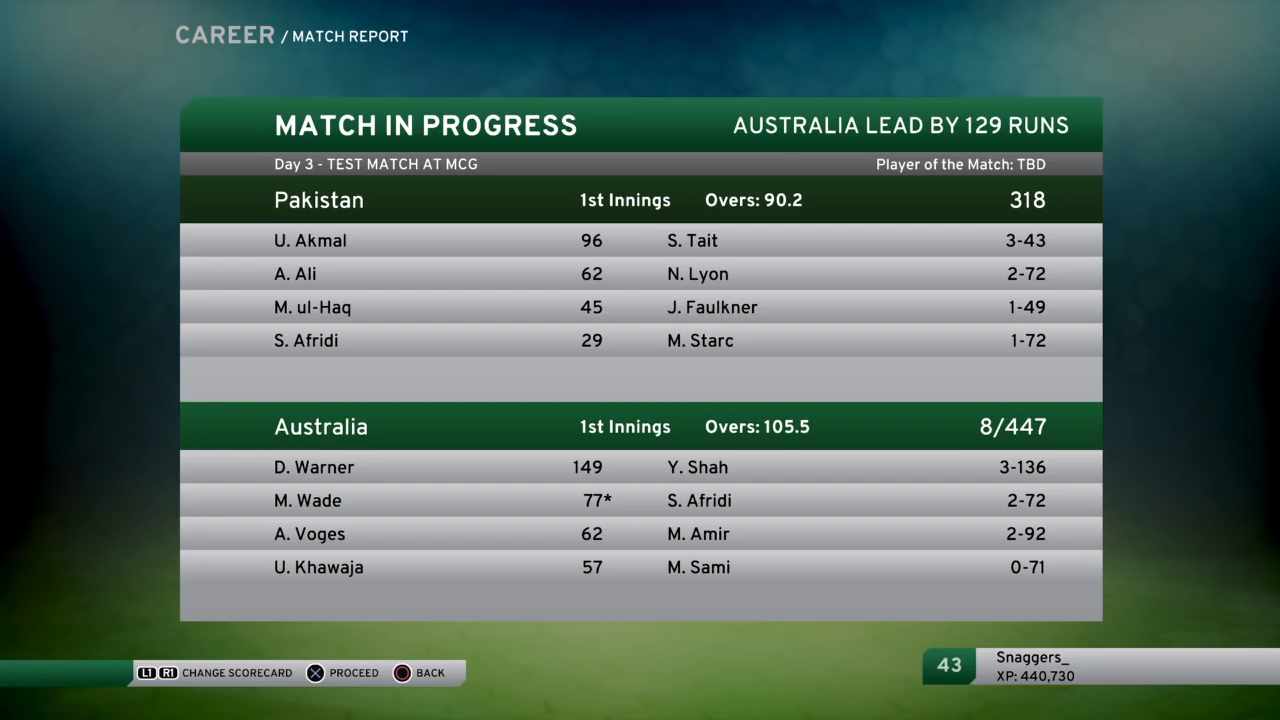 CAREER / MATCH REPORT
MATCH IN PROGRESS AUSTRALIA LEAD BY 129 RUNS
Day 3 - TEST MATCH AT MCG Player of the Match: TBD
Pakistan 1st Innings Overs: 90.2 318
U. Akmal 96 S. Tait 3-43
A. Ali 62 N. Lyon 2-72
M. ul-Haq 45 J. Faulkner 1-49
S. Afridi 29 M. Starc 1-72
Australia 1st Innings Overs: 105.5 8/447
D. Warner 149 Y. Shah 3-136
M. Wade 77* S. Afridi 2-72
A. Voges 62 M. Amir 2-92
U. Khawaja 57 M. Sami 0-71
L1 R1 CHANGE SCORECARD PROCEED BACK
43 Snaggers_
XP: 440,730